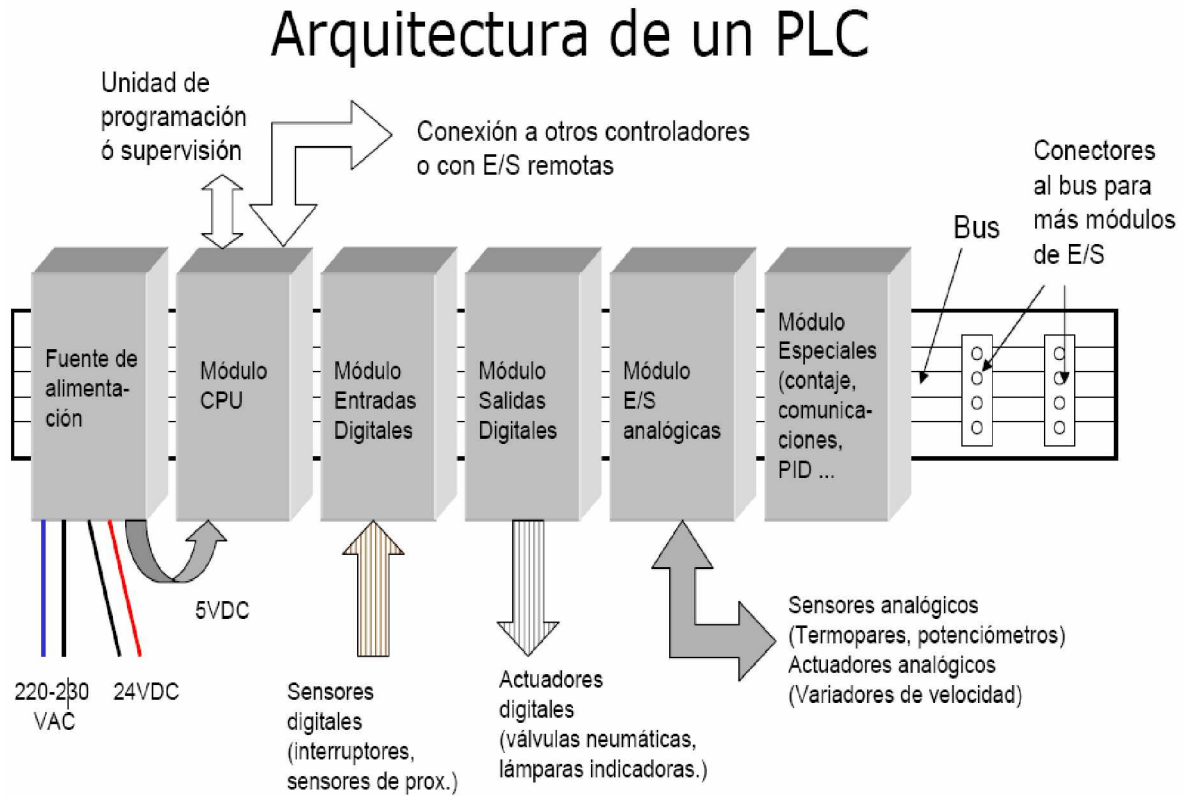 Arquitectura de un PLC
Unidad de
programación
ó supervisión
Conexión a otros controladores
o con E/S remotas
Conectores
al bus para
más módulos
de E/S
Bus
Fuente de
alimenta-
ción
Módulo
CPU
Módulo
Entradas
Digitales
Módulo
Salidas
Digitales
Módulo
E/S
analógicas
Módulo
Especiales
(contaje,
comunica-
ciones,
PID ...
5VDC
220-230
VAC
24VDC
Sensores
digitales
(interruptores,
sensores de prox.)
Actuadores
digitales
(válvulas neumáticas,
lámparas indicadoras.)
Sensores analógicos
(Termopares, potenciómetros)
Actuadores analógicos
(Variadores de velocidad)